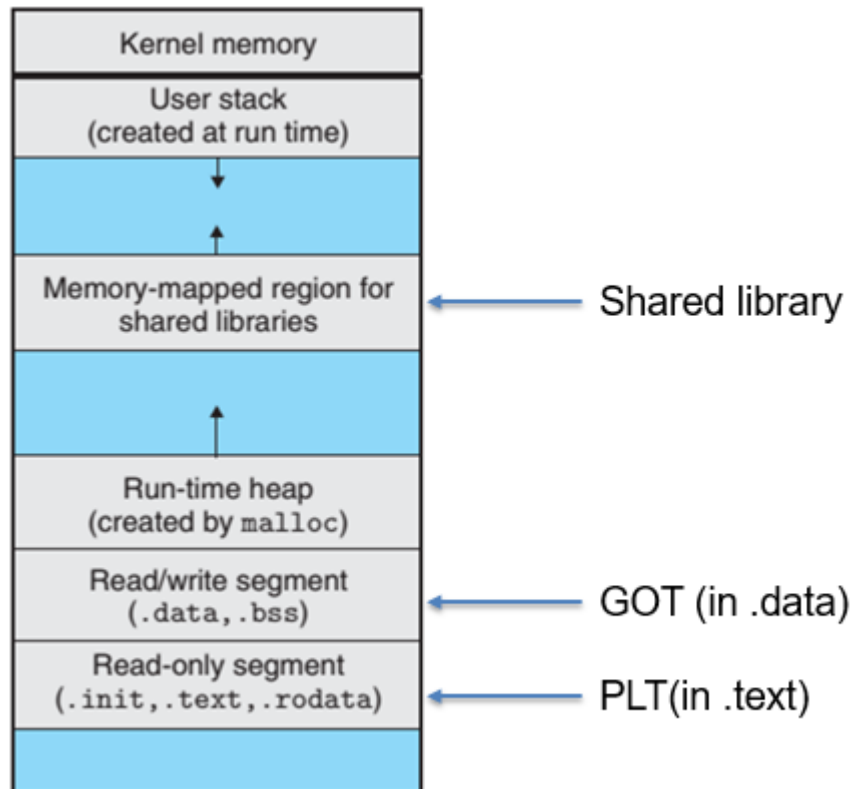 Kernel memory
User stack
(created at run time)
Memory-mapped region for
shared libraries
Shared library
Run-time heap
(created by malloc)
Read/write segment
(.data,.bss)
GOT (in .data)
Read-only segment
(.init,.text,.rodata)
PLT(in .text)